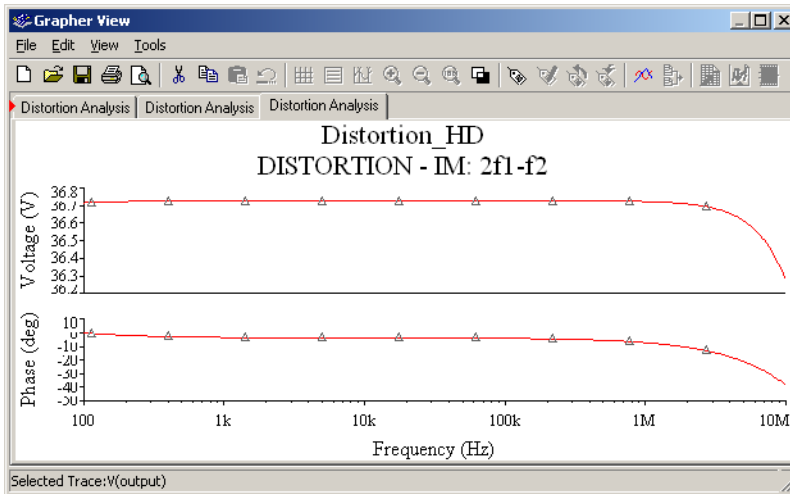 Grapher View
File Edit View Tools
Distortion Analysis Distortion Analysis Distortion Analysis
Distortion_HD
DISTORTION - IM: 2f1-f2
Voltage (V)
36.8
36.7
36.6
36.5
36.4
36.3
36.2
Phase (deg)
10
0
-10
-20
-30
-40
-50
100 1k 10k 100k 1M 10M
Frequency (Hz)
Selected Trace:V(output)